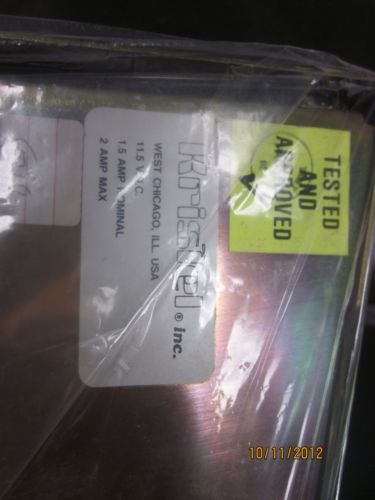 kristel® inc.
WEST CHICAGO, ILL. USA
11.5 V.D.C.
1.5 AMP NOMINAL
2 AMP MAX
TESTED
AND
APPROVED
10/11/2012